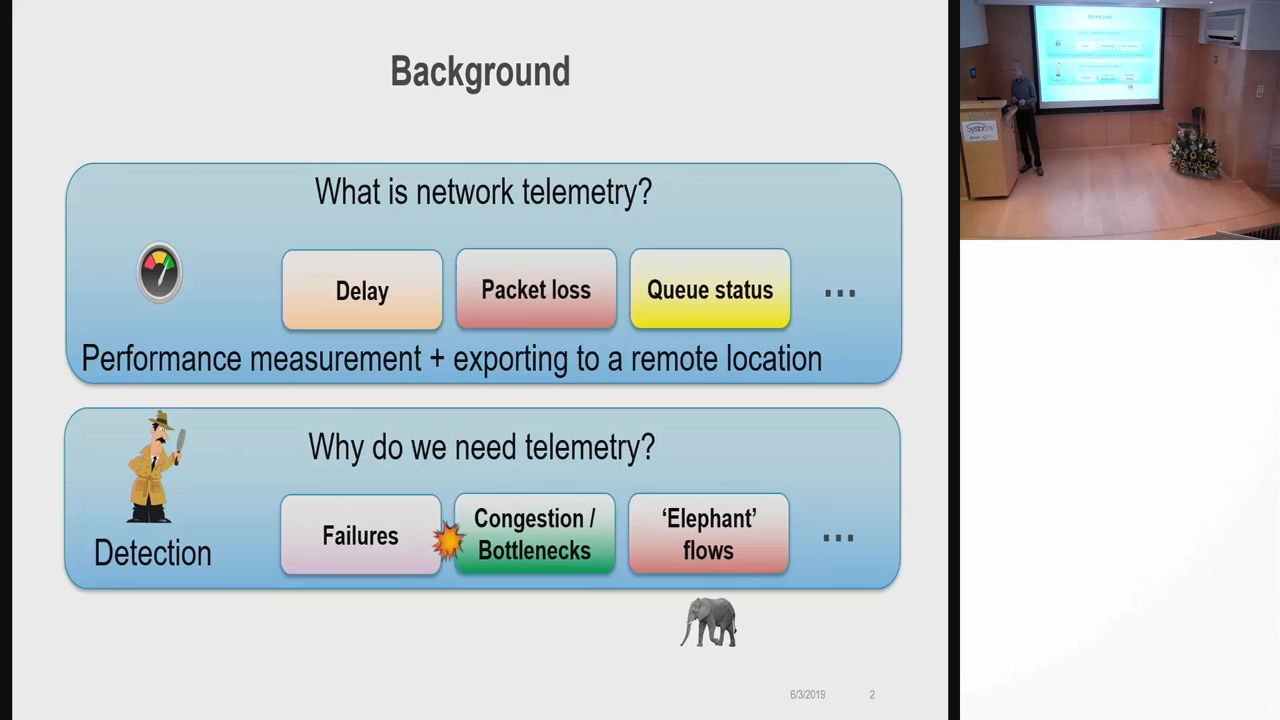 Background
What is network telemetry?
Delay
Packet loss
Queue status
...
Performance measurement + exporting to a remote location
Why do we need telemetry?
Detection
Failures
Congestion /
Bottlenecks
‘Elephant’
flows
...
6/3/2019
2
Background